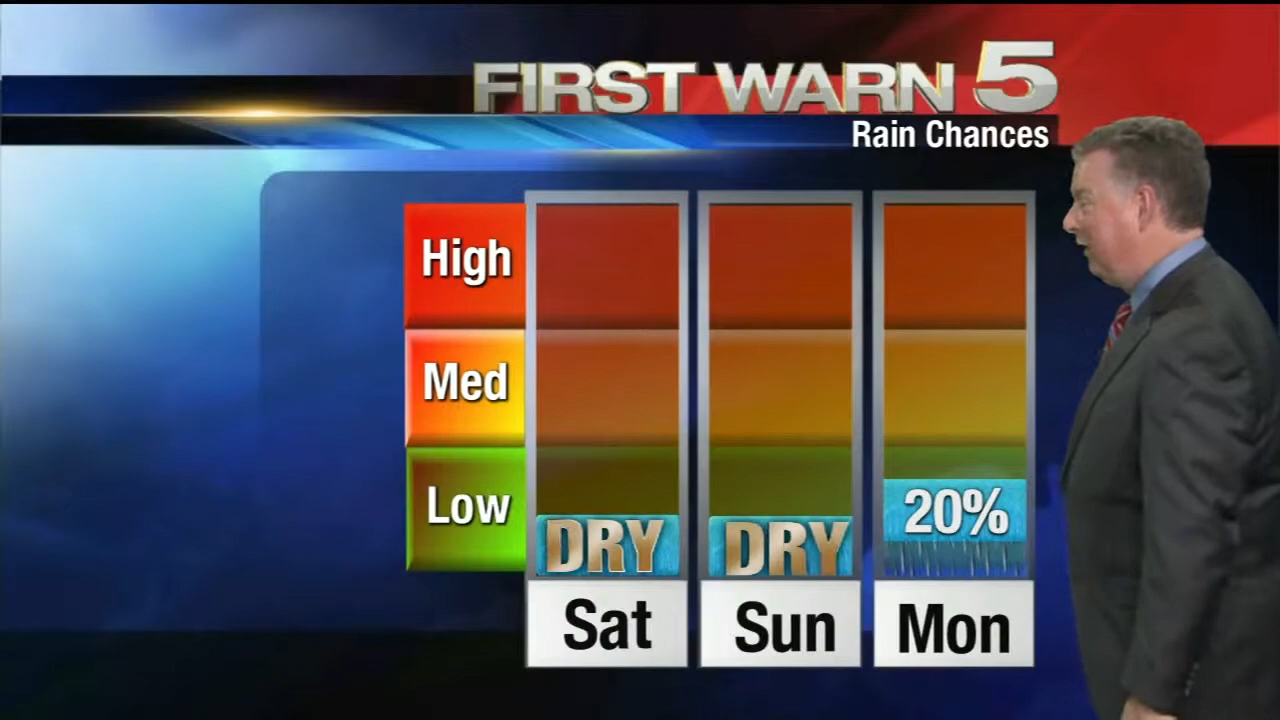 FIRST WARN 5
Rain Chances
High
Med
Low
DRY
DRY
20%
Sat
Sun
Mon